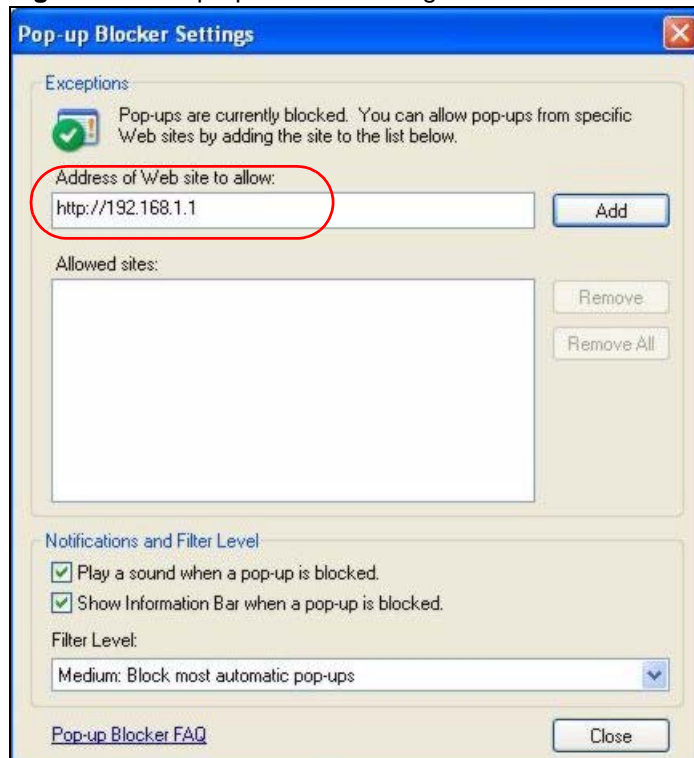 Pop-up Blocker Settings
Exceptions
Pop-ups are currently blocked. You can allow pop-ups from specific
Web sites by adding the site to the list below.
Address of Web site to allow:
http://192.168.1.1
Add
Allowed sites:
Remove
Remove All
Notifications and Filter Level
Play a sound when a pop-up is blocked.
Show Information Bar when a pop-up is blocked.
Filter Level:
Medium: Block most automatic pop-ups
Pop-up Blocker FAQ
Close